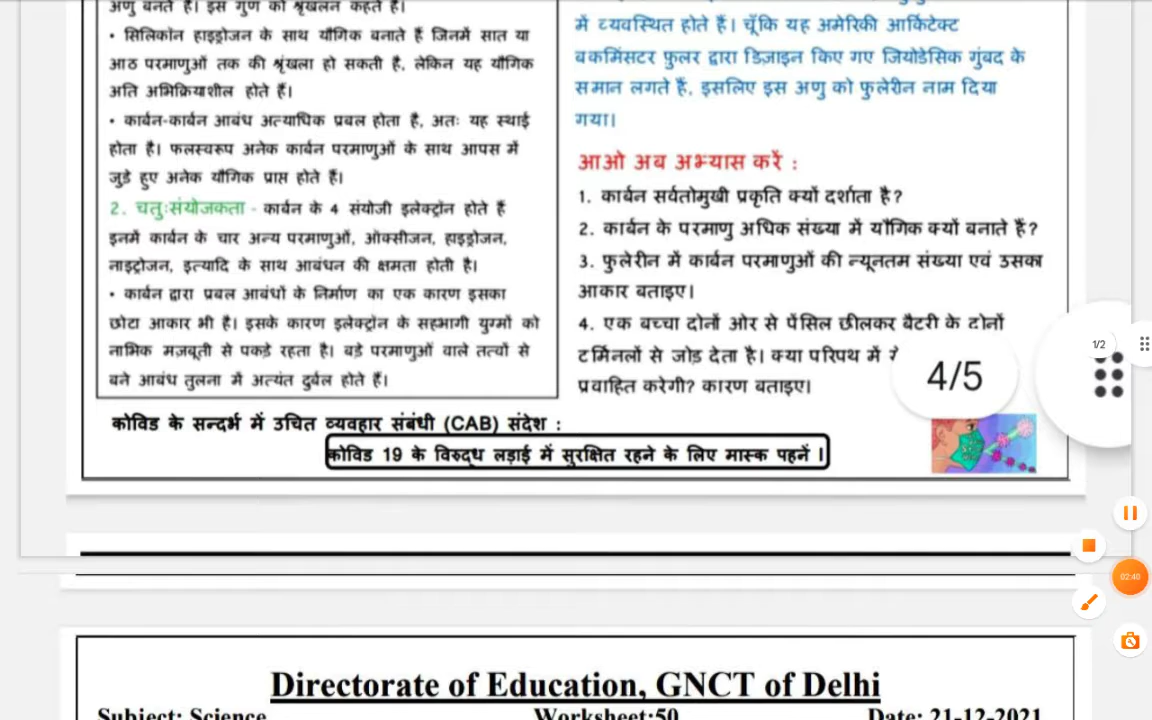 अणु बनते हैं। इस गुण को श्रृंखलन कहते हैं।
• सिलिकॉन हाइड्रोजन के साथ यौगिक बनाते हैं जिनमें सात या
आठ परमाणुओं तक की श्रृंखला हो सकती है, लेकिन यह यौगिक
अति अभिक्रियाशील होते हैं।
• कार्बन-कार्बन आबंध अत्याधिक प्रबल होता है, अतः यह स्थाई
होता है। फलस्वरूप अनेक कार्बन परमाणुओं के साथ आपस में
जुड़े हुए अनेक यौगिक प्राप्त होते हैं।
2. चतुःसंयोजकता - कार्बन के 4 संयोजी इलेक्ट्रॉन होते हैं
इनमें कार्बन के चार अन्य परमाणुओं, ऑक्सीजन, हाइड्रोजन,
नाइट्रोजन, इत्यादि के साथ आबंधन की क्षमता होती है।
• कार्बन द्वारा प्रबल आबंधों के निर्माण का एक कारण इसका
छोटा आकार भी है। इसके कारण इलेक्ट्रॉन के सहभागी युग्मों को
नाभिक मज़बूती से पकड़े रहता है। बड़े परमाणुओं वाले तत्वों से
बने आबंध तुलना में अत्यंत दुर्बल होते हैं।
में व्यवस्थित होते हैं। चूँकि यह अमेरिकी आर्किटेक्ट
बकमिंसटर फ़ुलर द्वारा डिज़ाइन किए गए जियोडेसिक गुंबद के
समान लगते हैं, इसलिए इस अणु को फुलेरीन नाम दिया
गया।
आओ अब अभ्यास करें :
1. कार्बन सर्वतोमुखी प्रकृति क्यों दर्शाता है?
2. कार्बन के परमाणु अधिक संख्या में यौगिक क्यों बनाते हैं?
3. फुलेरीन में कार्बन परमाणुओं की न्यूनतम संख्या एवं उसका
आकार बताइए।
4. एक बच्चा दोनों ओर से पेंसिल छीलकर बैटरी के दोनों
टर्मिनलों से जोड़ देता है। क्या परिपथ में
प्रवाहित करेगी? कारण बताइए।
4/5
1/2
कोविड के सन्दर्भ में उचित व्यवहार संबंधी (CAB) संदेश :
कोविड 19 के विरुद्ध लड़ाई में सुरक्षित रहने के लिए मास्क पहनें ।
02:40
Directorate of Education, GNCT of Delhi
Subject: Science Worksheet:50 Date: 21-12-2021